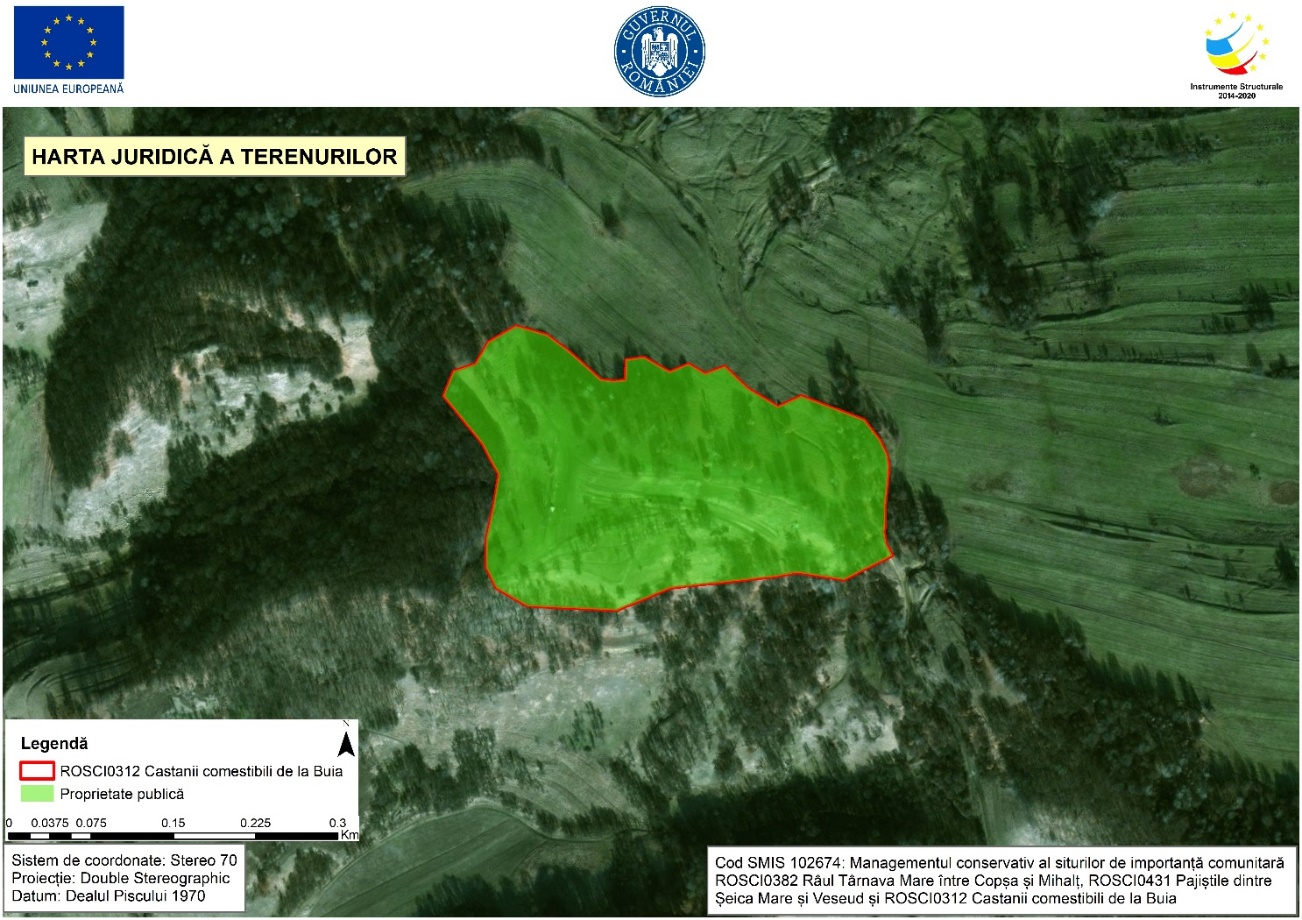 UNIUNEA EUROPEANĂ
GUVERNUL ROMÂNIEI
Instrumente Structurale
2014-2020
HARTA JURIDICĂ A TERENURILOR
N
Legendă
ROSCI0312 Castanii comestibili de la Buia
Proprietate publică
0 0.0375 0.075 0.15 0.225 0.3
Km
Sistem de coordonate: Stereo 70
Proiecție: Double Stereographic
Datum: Dealul Piscului 1970
Cod SMIS 102674: Managementul conservativ al siturilor de importanță comunitară
ROSCI0382 Râul Târnava Mare între Copșa și Mihalț, ROSCI0431 Pajiștile dintre
Șeica Mare și Veseud și ROSCI0312 Castanii comestibili de la Buia